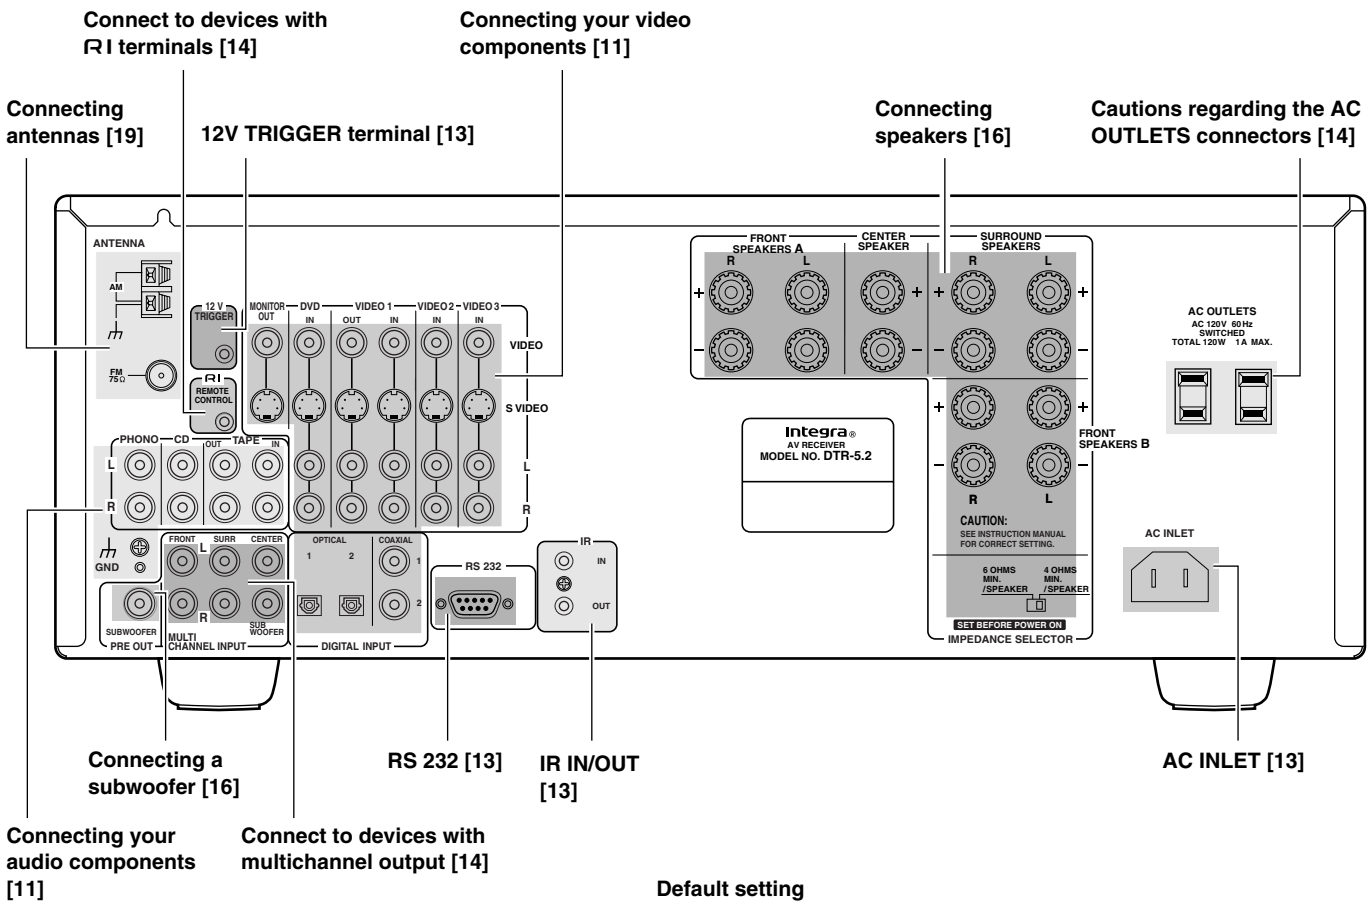 Connect to devices with
RI terminals [14]
Connecting your video
components [11]
Connecting
antennas [19]
12V TRIGGER terminal [13]
Connecting
speakers [16]
Cautions regarding the AC
OUTLETS connectors [14]
ANTENNA
AM
FM
75Ω
12 V
TRIGGER
RI
REMOTE
CONTROL
MONITOR
OUT
DVD
IN
VIDEO 1
OUT
IN
VIDEO 2
IN
VIDEO 3
IN
VIDEO
S VIDEO
L
R
PHONO
CD
TAPE
OUT
IN
L
R
GND
FRONT
SURR
CENTER
L
R
SUB
WOOFER
SUBWOOFER
PRE OUT
MULTI
CHANNEL INPUT
OPTICAL
1
2
COAXIAL
1
2
DIGITAL INPUT
RS 232
IR
IN
OUT
FRONT
SPEAKERS A
R
L
CENTER
SPEAKER
SURROUND
SPEAKERS
R
L
+
+
+
+
−
−
−
−
+
+
−
−
FRONT
SPEAKERS B
R
L
CAUTION:
SEE INSTRUCTION MANUAL
FOR CORRECT SETTING.
6 OHMS
MIN.
/SPEAKER
4 OHMS
MIN.
/SPEAKER
SET BEFORE POWER ON
IMPEDANCE SELECTOR
Integra®
AV RECEIVER
MODEL NO. DTR-5.2
AC OUTLETS
AC 120V 60 Hz
SWITCHED
TOTAL 120W 1 A MAX.
AC INLET
Connecting a
subwoofer [16]
RS 232 [13]
IR IN/OUT
[13]
AC INLET [13]
Connecting your
audio components
[11]
Connect to devices with
multichannel output [14]
Default setting